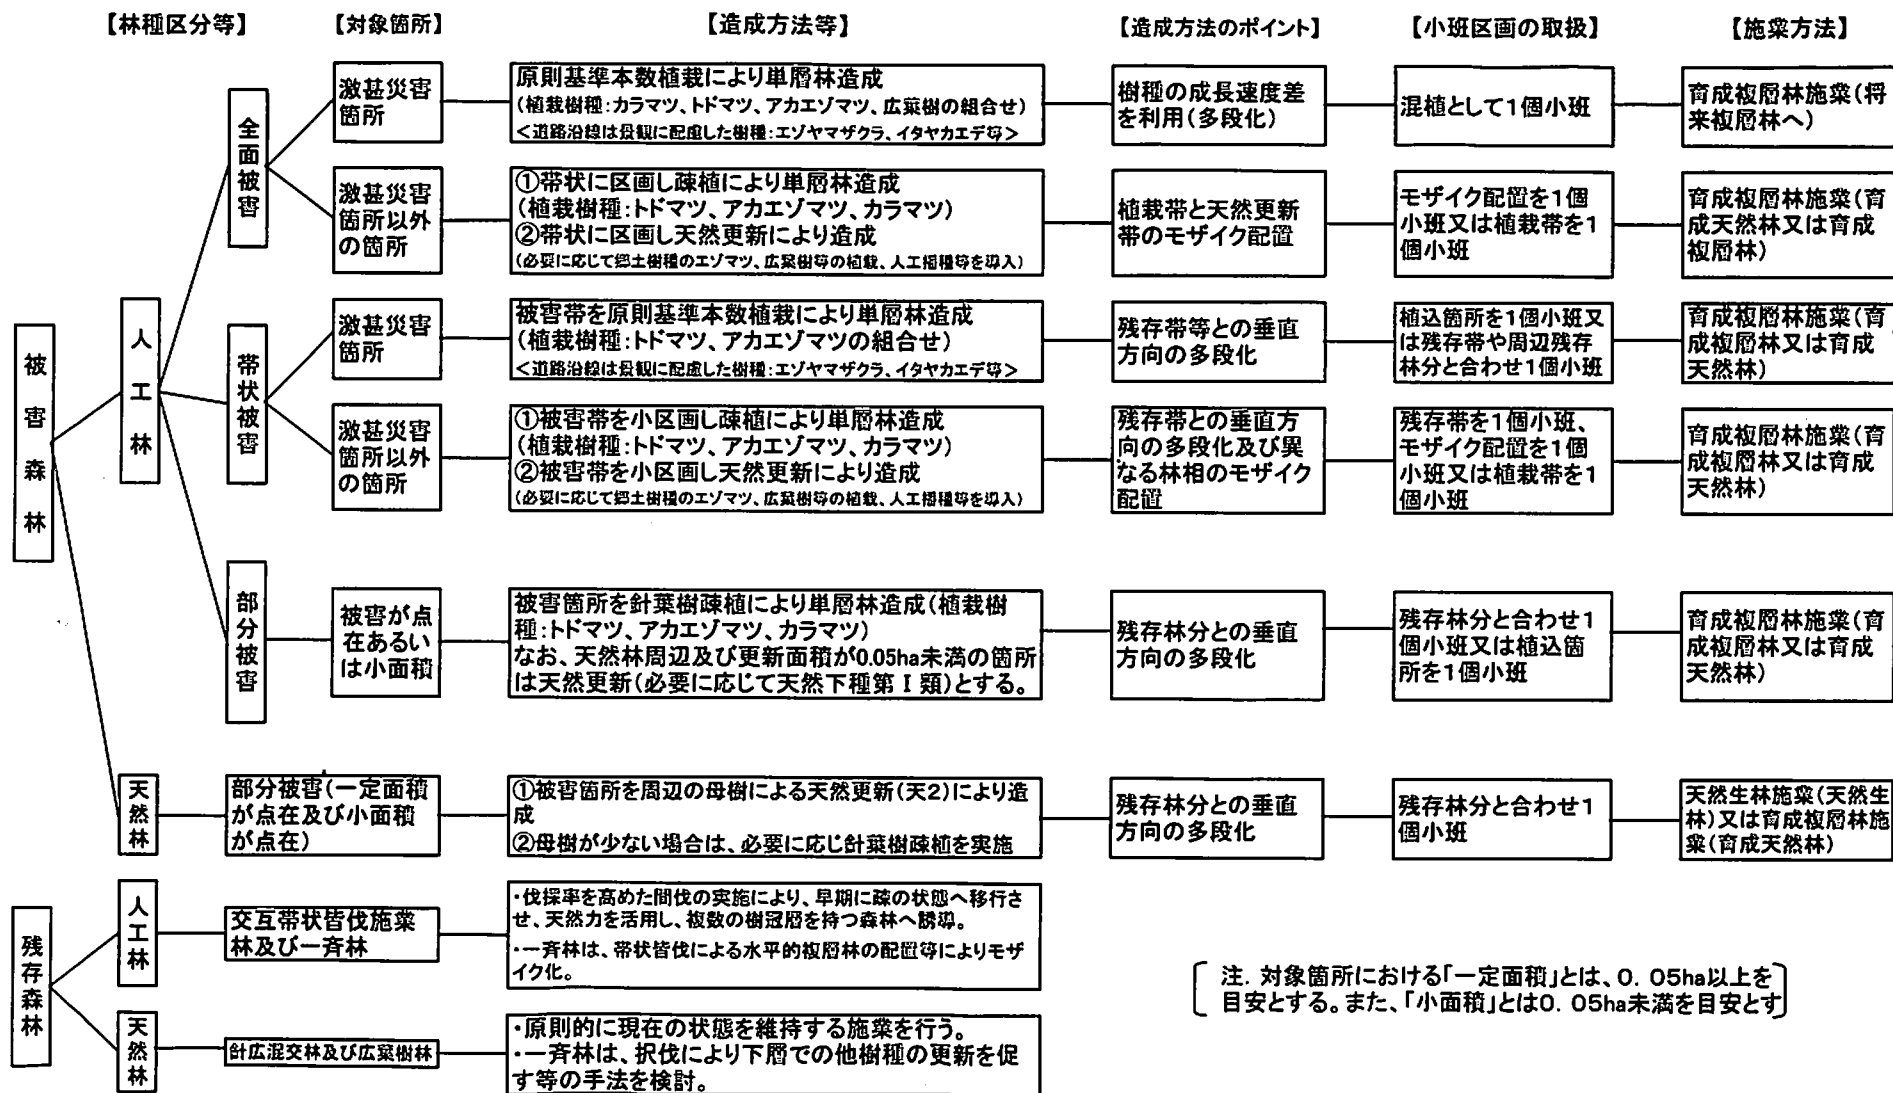 【林種区分等】
【対象箇所】
【造成方法等】
【造成方法のポイント】
【小班区画の取扱】
【施業方法】
被害森林
人工林
全面被害
激甚災害
箇所
原則基準本数植栽により単層林造成
(植栽樹種:カラマツ、トドマツ、アカエゾマツ、広葉樹の組合せ)
<道路沿線は景観に配慮した樹種:エゾヤマザクラ、イタヤカエデ等>
樹種の成長速度差
を利用(多段化)
混植として1個小班
育成複層林施業(将
来複層林へ)
激甚災害
箇所以外
の箇所
①帯状に区画し疎植により単層林造成
(植栽樹種:トドマツ、アカエゾマツ、カラマツ)
②帯状に区画し天然更新により造成
(必要に応じて郷土樹種のエゾマツ、広葉樹等の植栽、人工播種等を導入)
植栽帯と天然更新
帯のモザイク配置
モザイク配置を1個
小班又は植栽帯を1
個小班
育成複層林施業(育
成天然林又は育成
複層林)
帯状被害
激甚災害
箇所
被害帯を原則基準本数植栽により単層林造成
(植栽樹種:トドマツ、アカエゾマツの組合せ)
<道路沿線は景観に配慮した樹種:エゾヤマザクラ、イタヤカエデ等>
残存帯等との垂直
方向の多段化
植込箇所を1個小班又
は残存帯や周辺残存
林分と合わせ1個小班
育成複層林施業(育
成複層林又は育成
天然林)
激甚災害
箇所以外
の箇所
①被害帯を小区画し疎植により単層林造成
(植栽樹種:トドマツ、アカエゾマツ、カラマツ)
②被害帯を小区画し天然更新により造成
(必要に応じて郷土樹種のエゾマツ、広葉樹等の植栽、人工播種等を導入)
残存帯との垂直方
向の多段化及び異
なる林相のモザイク
配置
残存帯を1個小班、
モザイク配置を1個
小班又は植栽帯を1
個小班
育成複層林施業(育
成複層林又は育成
天然林)
部分被害
被害が点
在あるい
は小面積
被害箇所を針葉樹疎植により単層林造成(植栽樹
種:トドマツ、アカエゾマツ、カラマツ)
なお、天然林周辺及び更新面積が0.05ha未満の箇所
は天然更新(必要に応じて天然下種第Ⅰ類)とする。
残存林分との垂直
方向の多段化
残存林分と合わせ1
個小班又は植込箇
所を1個小班
育成複層林施業(育
成複層林又は育成
天然林)
天然林
部分被害(一定面積
が点在及び小面積
が点在)
①被害箇所を周辺の母樹による天然更新(天2)により造
成
②母樹が少ない場合は、必要に応じ針葉樹疎植を実施
残存林分との垂直
方向の多段化
残存林分と合わせ1
個小班
天然生林施業(天然生
林)又は育成複層林施
業(育成天然林)
残存森林
人工林
交互帯状皆伐施業
林及び一斉林
・伐採率を高めた間伐の実施により、早期に疎の状態へ移行さ
せ、天然力を活用し、複数の樹冠層を持つ森林へ誘導。
・一斉林は、帯状皆伐による水平的複層林の配置等によりモザ
イク化。
天然林
針広混交林及び広葉樹林
・原則的に現在の状態を維持する施業を行う。
・一斉林は、択伐により下層での他樹種の更新を促
す等の手法を検討。
注. 対象箇所における「一定面積」とは、0. 05ha以上を
目安とする。また、「小面積」とは0. 05ha未満を目安とす